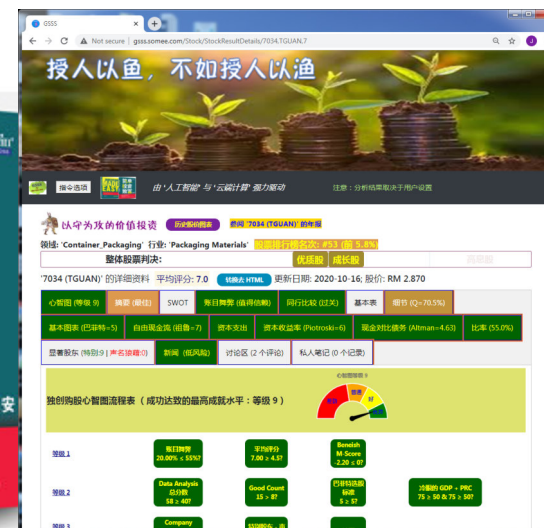 GSSS
Not secure | gsss.somee.com/Stock/StockResultDetails/7034.TGUAN.7
授人以鱼，不如授人以渔
指令选项
由 '人工智能' 与 '云端计算' 强力驱动
注意：分析结果取决于用户设置
以守为攻的价值投资 历史股价图表 参阅 '7034 (TGUAN)' 的年报
领域: 'Container_Packaging' 行业: 'Packaging Materials' 股票排行榜名次: #53 (前 5.8%)
整体股票判决: 优质股 成长股
'7034 (TGUAN)' 的详细资料 平均评分: 7.0 转换去 HTML 更新日期: 2020-10-16; 股价: RM 2.870
心智图 (等级 9) 摘要 (最佳) SWOT 账目舞弊 (值得信赖) 同行比较 (过关) 基本表 细节 (Q=70.5%)
基本图表 (巴菲特=5) 自由现金流 (祖鲁=7) 资本支出 资本收益率 (Piotroski=6) 现金对比债务 (Altman=4.63) 比率 (55.0%)
显著股东 (特别:9 | 声名狼藉:0) 新闻 (低风险) 讨论区 (2 个评论) 私人笔记 (0 个记录)
独创购股心智图流程表 ( 成功达致的最高成就水平：等级 9 )
好
等级 1 账目舞弊 20.00% ≤ 55%? 平均评分 7.00 ≥ 4.5? Beneish M-Score -2.20 ≤ 0?
等级 2 Data Analysis 总分数 58 ≥ 40? Good Count 15 > 8? 巴菲特选股标准 5 ≥ 5? 冷眼的 GDP + PRC 75 ≥ 50 & 75 ≥ 50?
等级 3 Company
安